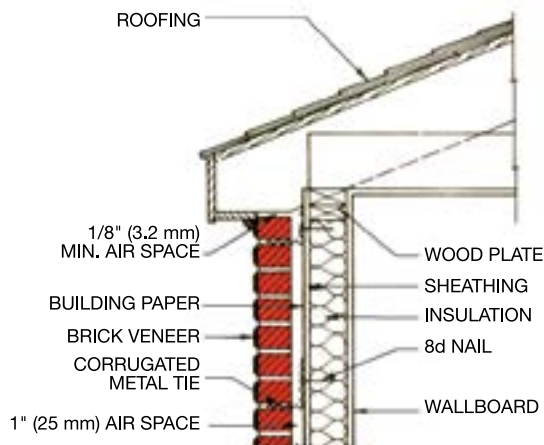 ROOFING
1/8" (3.2 mm)
MIN. AIR SPACE
BUILDING PAPER
BRICK VENEER
CORRUGATED
METAL TIE
1" (25 mm) AIR SPACE
WOOD PLATE
SHEATHING
INSULATION
8d NAIL
WALLBOARD